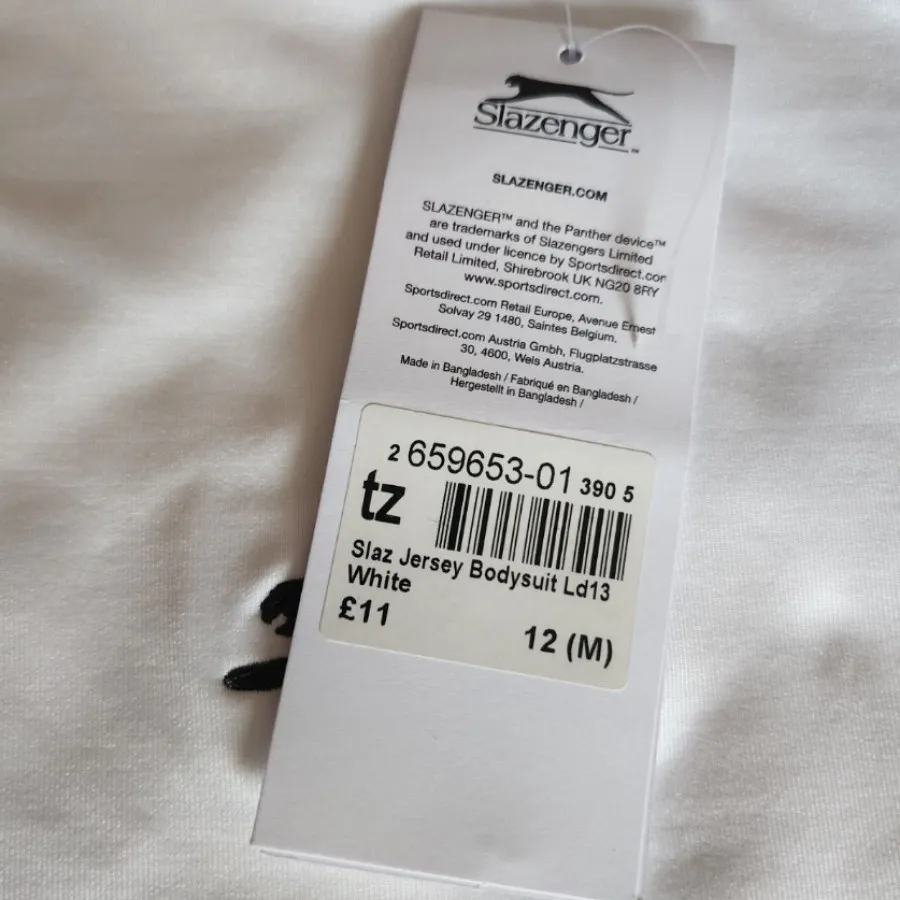 Slazenger™
SLAZENGER.COM
SLAZENGER™ and the Panther device™
are trademarks of Slazengers Limited
and used under licence by Sportsdirect.com
Retail Limited, Shirebrook UK NG20 8RY
www.sportsdirect.com.
Sportsdirect.com Retail Europe, Avenue Ernest
Solvay 29 1480, Saintes Belgium.
Sportsdirect.com Austria Gmbh, Flugplatzstrasse
30, 4600, Wels Austria.
Made in Bangladesh / Fabriqué en Bangladesh /
Hergestellt in Bangladesh /
2 659653-01 390 5
tz
Slaz Jersey Bodysuit Ld13
White
£11
12 (M)